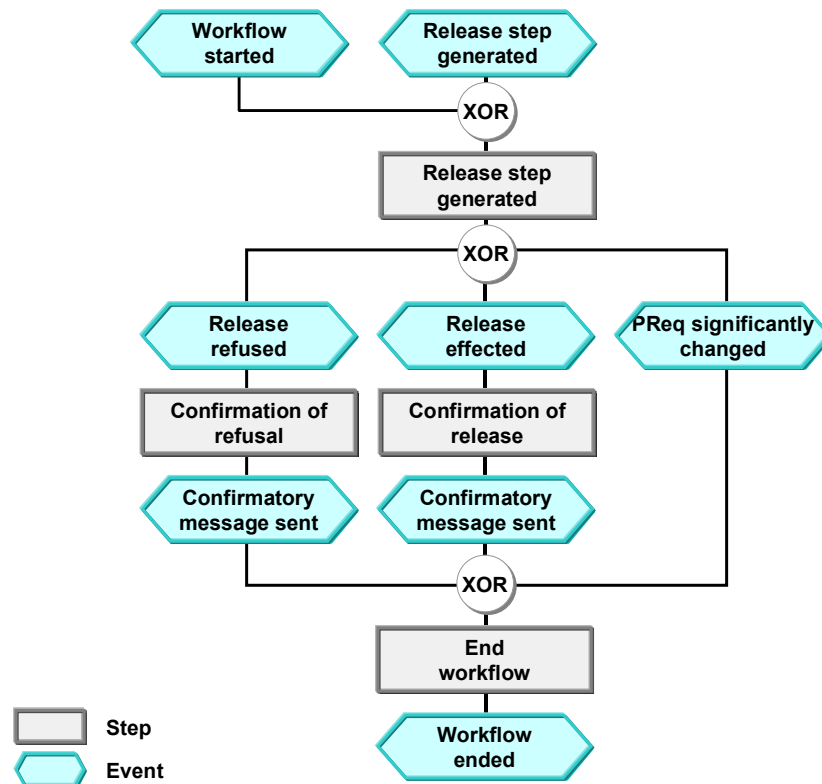 Workflow
started
Release step
generated
XOR
Release step
generated
XOR
Release
refused
Release
effected
PReq significantly
changed
Confirmation of
refusal
Confirmation of
release
Confirmatory
message sent
Confirmatory
message sent
XOR
End
workflow
Workflow
ended
Step
Event